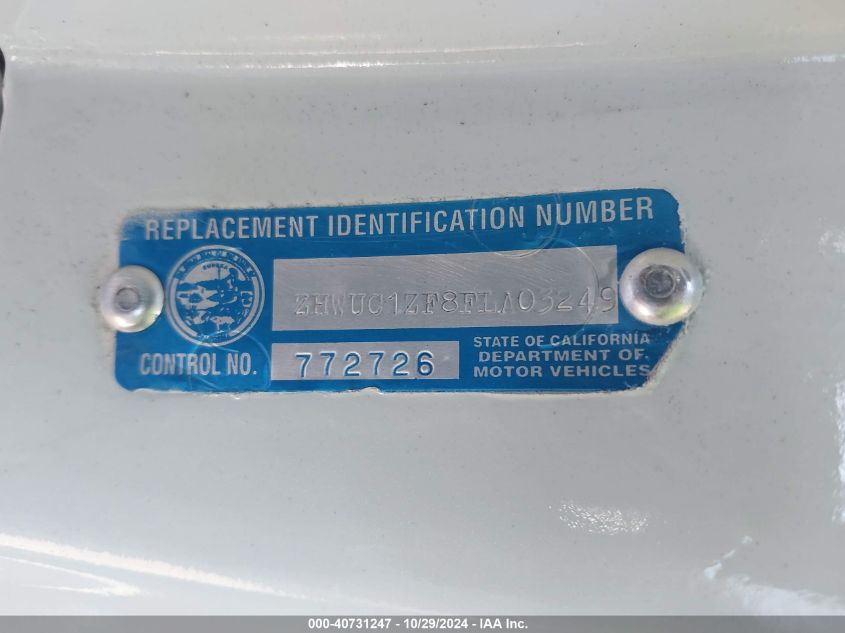 REPLACEMENT IDENTIFICATION NUMBER
ZHWUC1ZF8FLA03249
CONTROL NO. 772726
STATE OF CALIFORNIA
DEPARTMENT OF
MOTOR VEHICLES
000-40731247 - 10/29/2024 - IAA Inc.